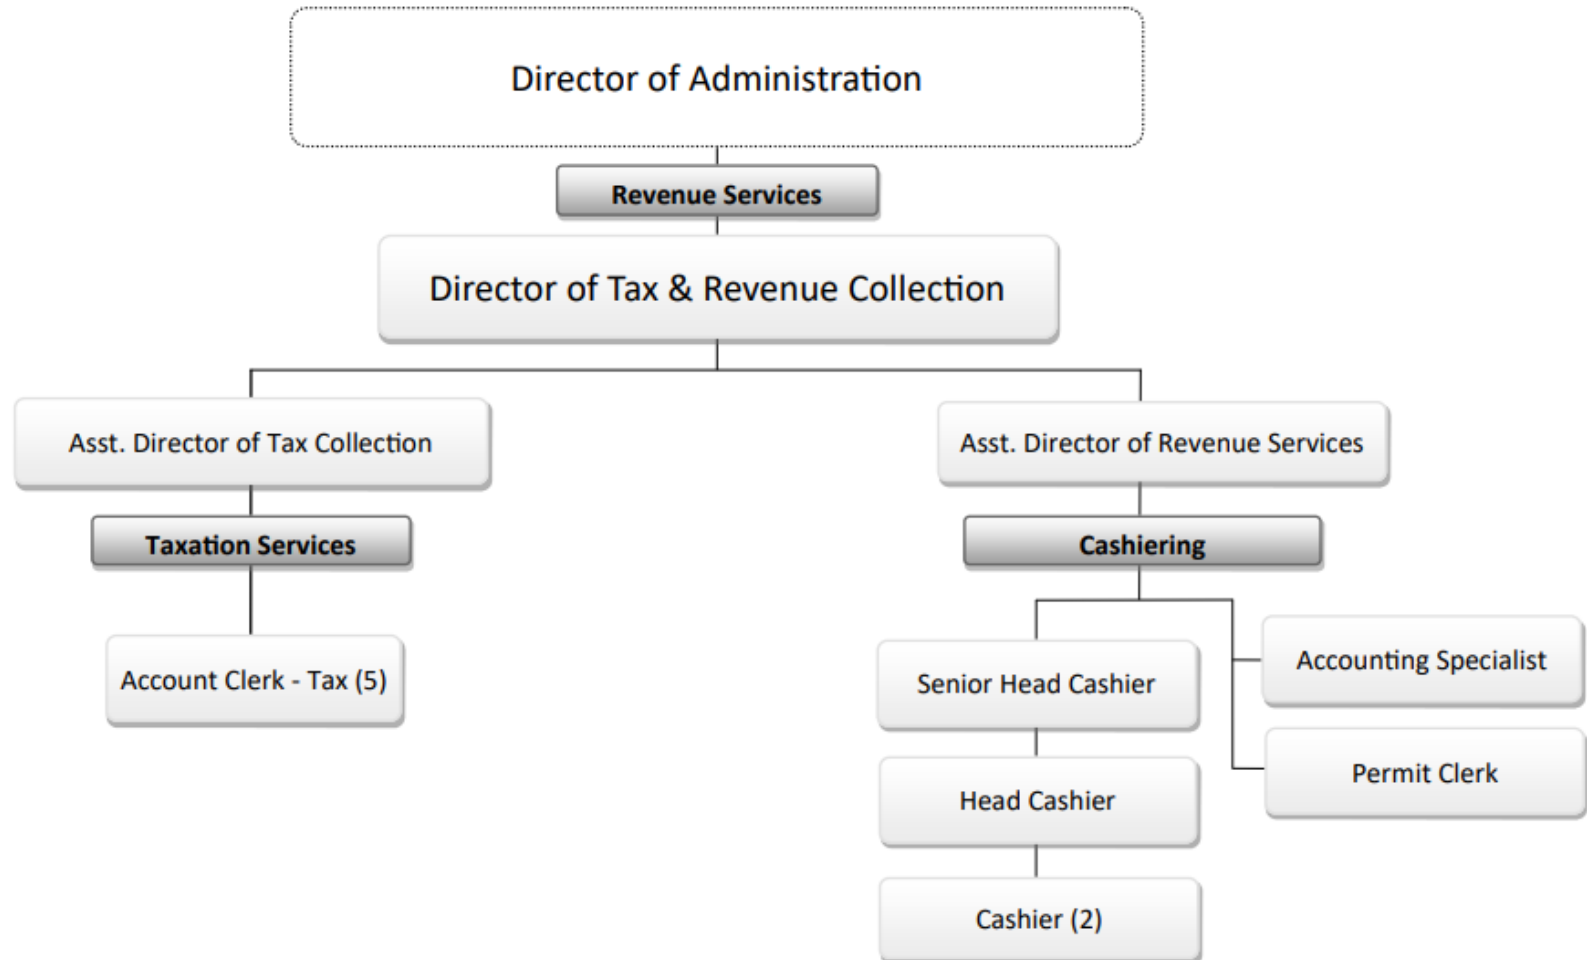 Director of Administration
Revenue Services
Director of Tax & Revenue Collection
Asst. Director of Tax Collection
Asst. Director of Revenue Services
Taxation Services
Cashiering
Account Clerk - Tax (5)
Senior Head Cashier
Accounting Specialist
Head Cashier
Permit Clerk
Cashier (2)